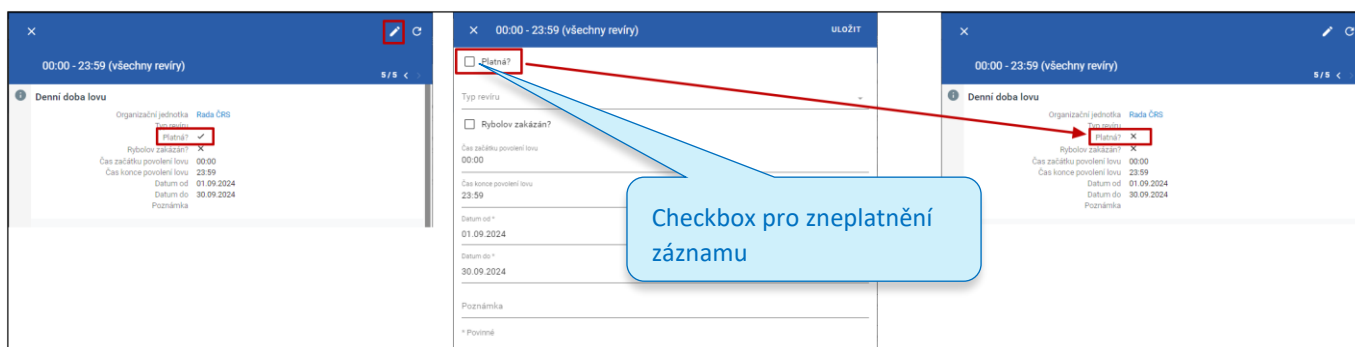 00:00 - 23:59 (všechny revíry)
5/5
Denní doba lovu
Organizační jednotka Rada ČRS
Typ revíru
Platná?
Rybolov zakázán?
Čas začátku povolení lovu 00:00
Čas konce povolení lovu 23:59
Datum od 01.09.2024
Datum do 30.09.2024
Poznámka
00:00 - 23:59 (všechny revíry) ULOŽIT
Platná?
Typ revíru
Rybolov zakázán?
Čas začátku povolení lovu
00:00
Čas konce povolení lovu
23:59
Datum od *
01.09.2024
Datum do *
30.09.2024
Poznámka
* Povinné
Checkbox pro zneplatnění
záznamu
00:00 - 23:59 (všechny revíry)
5/5
Denní doba lovu
Organizační jednotka Rada ČRS
Typ revíru
Platná?
Rybolov zakázán?
Čas začátku povolení lovu 00:00
Čas konce povolení lovu 23:59
Datum od 01.09.2024
Datum do 30.09.2024
Poznámka